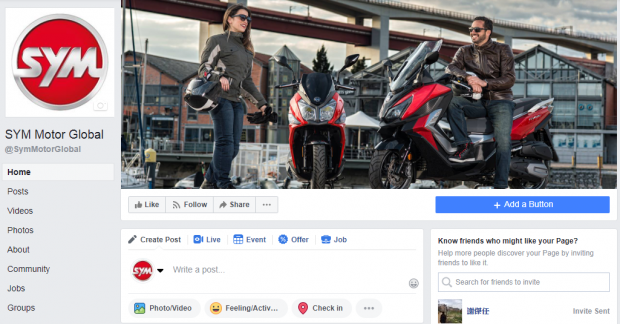 SYM
SYM Motor Global
@SymMotorGlobal
Home
Posts
Videos
Photos
About
Community
Jobs
Groups
Like Follow Share
+ Add a Button
Create Post Live Event Offer Job
SYM Write a post...
Photo/Video Feeling/Activ... Check in
Know friends who might like your Page?
Help more people discover your Page by inviting
friends to like it.
Search for friends to invite
謝傑任 Invite Sent